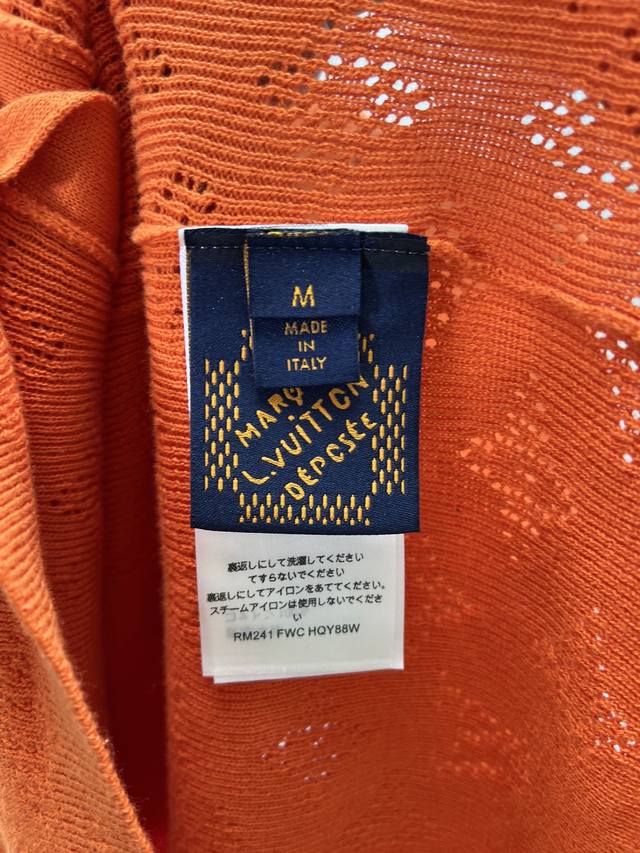 M
MADE
IN
ITALY
MARQ
L.VUITTON
DÉPOSÉE
裏返しにして洗濯してください
てすらないでください
裏返しにしてアイロンをあててください。
スチームアイロンは使用しないでくださ
い
RM241 FWC HQY88W